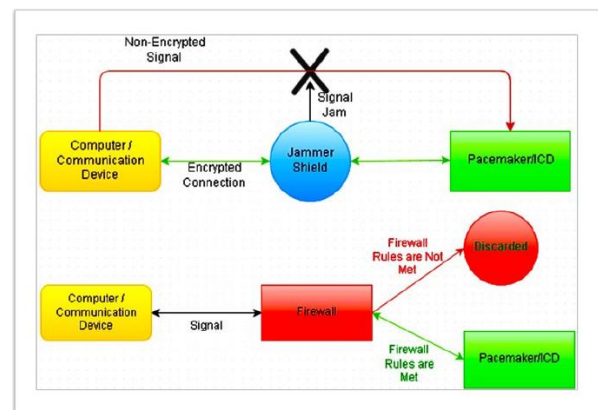 Non-Encrypted
Signal
Signal
Jam
Computer /
Communication
Device
Encrypted
Connection
Jammer
Shield
Pacemaker/ICD
Firewall
Rules are Not
Met
Discarded
Computer /
Communication
Device
Signal
Firewall
Firewall
Rules are
Met
Pacemaker/ICD